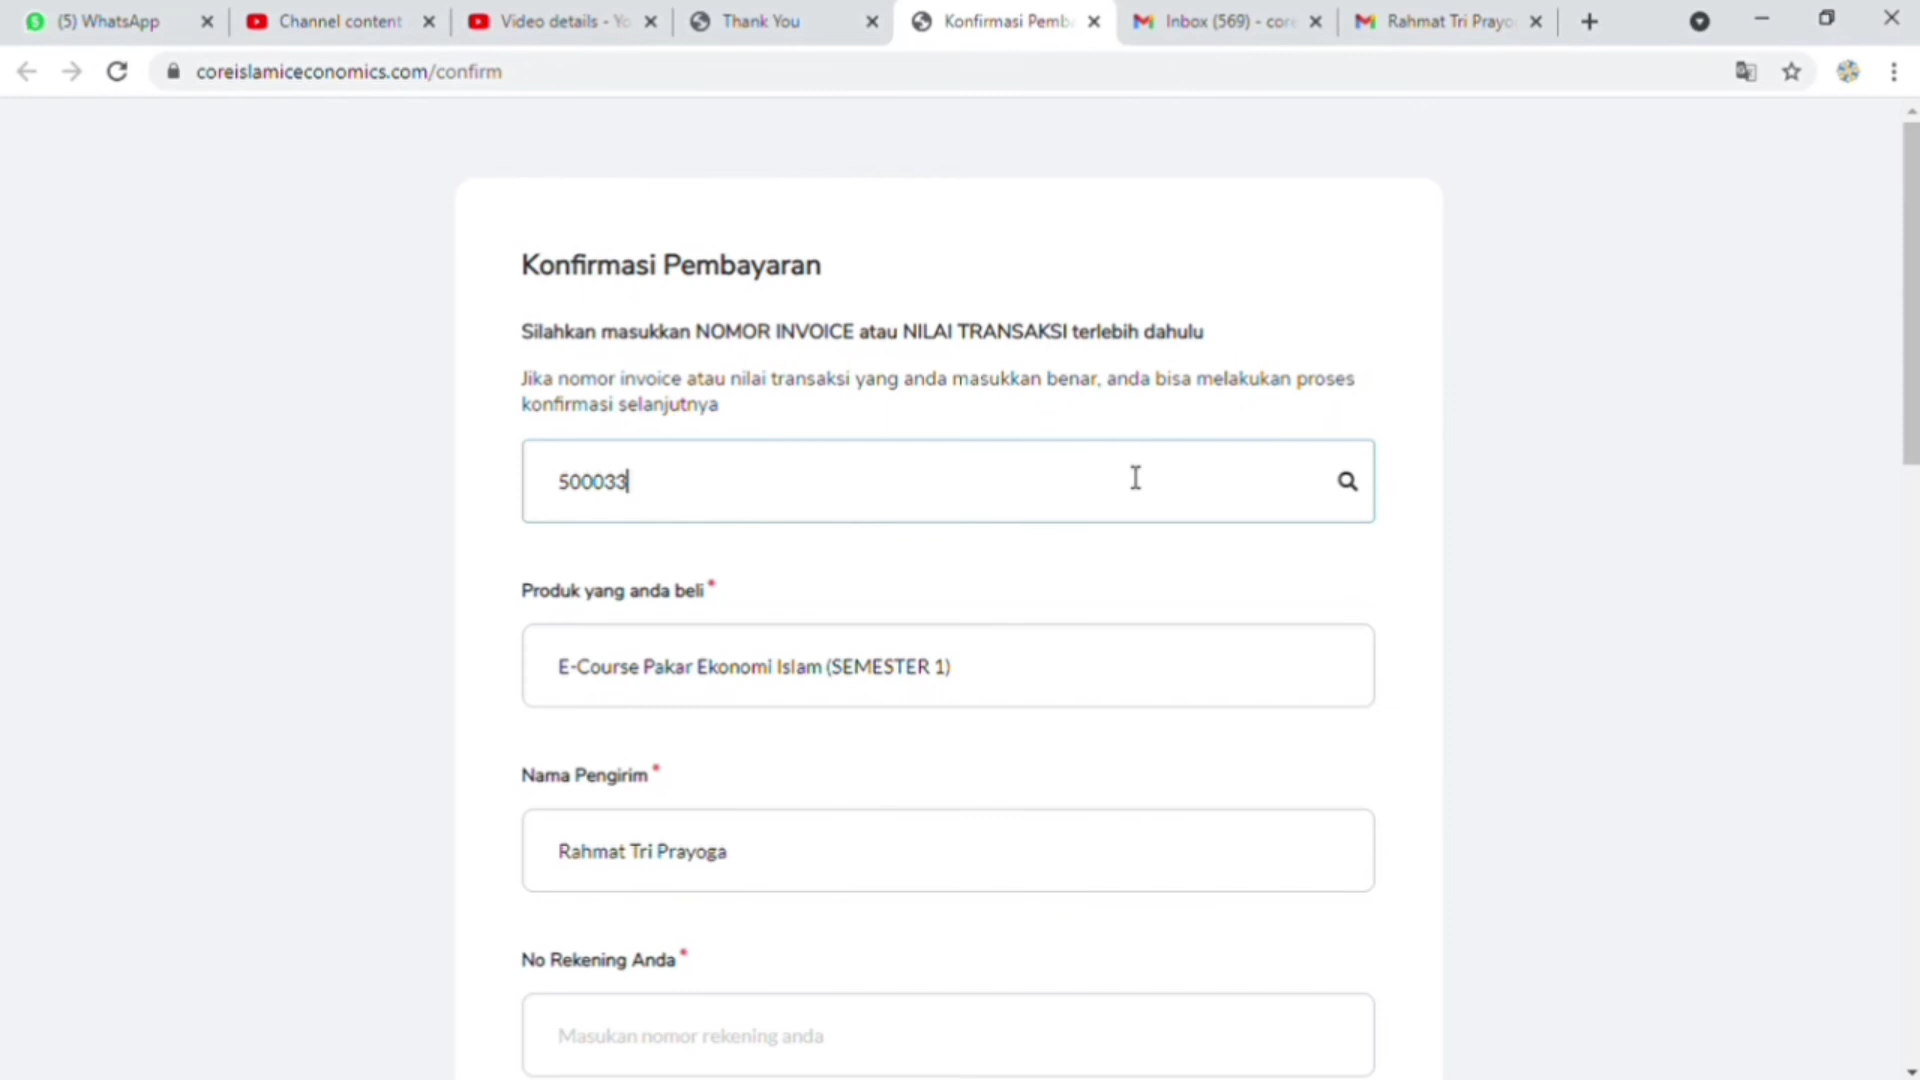 (5) WhatsApp
Channel content
Video details - Yo
Thank You
Konfirmasi Pemb
Inbox (569) - cor
Rahmat Tri Prayo
coreislamiceconomics.com/confirm
Konfirmasi Pembayaran
Silahkan masukkan NOMOR INVOICE atau NILAI TRANSAKSI terlebih dahulu
Jika nomor invoice atau nilai transaksi yang anda masukkan benar, anda bisa melakukan proses
konfirmasi selanjutnya
500033
Produk yang anda beli *
E-Course Pakar Ekonomi Islam (SEMESTER 1)
Nama Pengirim *
Rahmat Tri Prayoga
No Rekening Anda *
Masukan nomor rekening anda